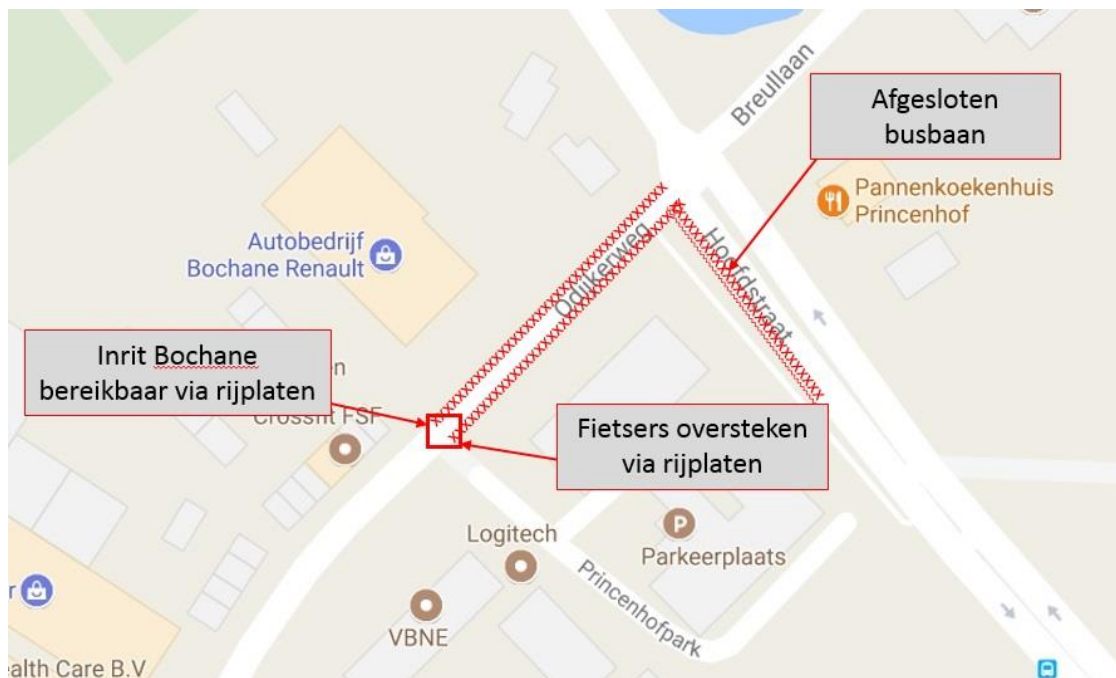 Breullaan
Afgesloten
busbaan
Pannenkoekenhuis
Princenhof
Autobedrijf
Bochane Renault
Odijkerweg
Hoofdstraat
Inrit Bochane
bereikbaar via rijplaten
en
Crossfit FSF
Fietsers oversteken
via rijplaten
Logitech
P
Parkeerplaats
Princenhofpark
VBNE
r
ealth Care B.V